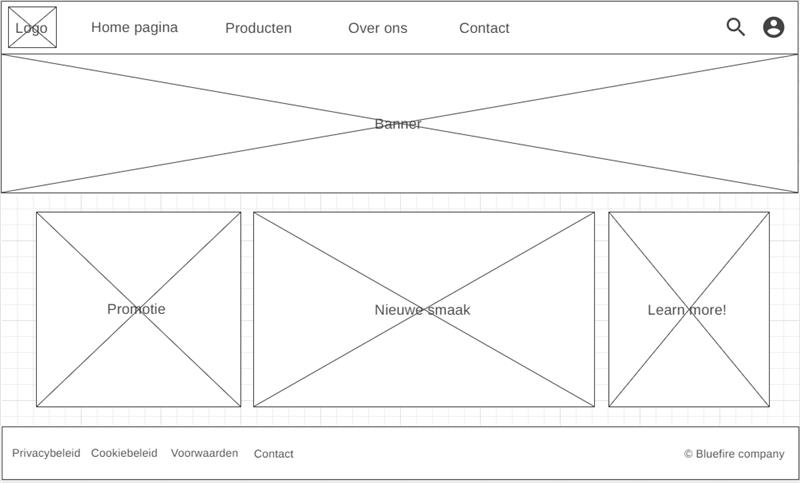 Logo
Home pagina
Producten
Over ons
Contact
Banner
Promotie
Nieuwe smaak
Learn more!
Privacybeleid
Cookiebeleid
Voorwaarden
Contact
© Bluefire company